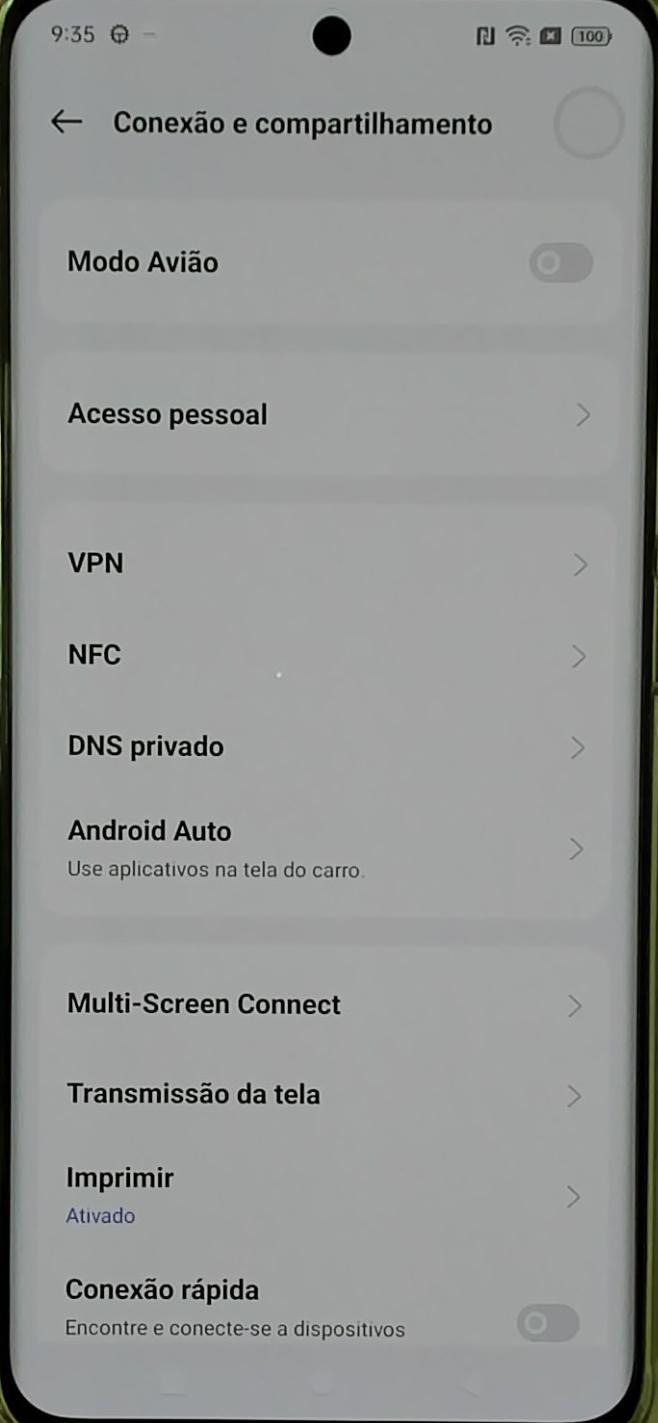 9:35
100
Conexão e compartilhamento
Modo Avião
Acesso pessoal
VPN
NFC
DNS privado
Android Auto
Use aplicativos na tela do carro.
Multi-Screen Connect
Transmissão da tela
Imprimir
Ativado
Conexão rápida
Encontre e conecte-se a dispositivos